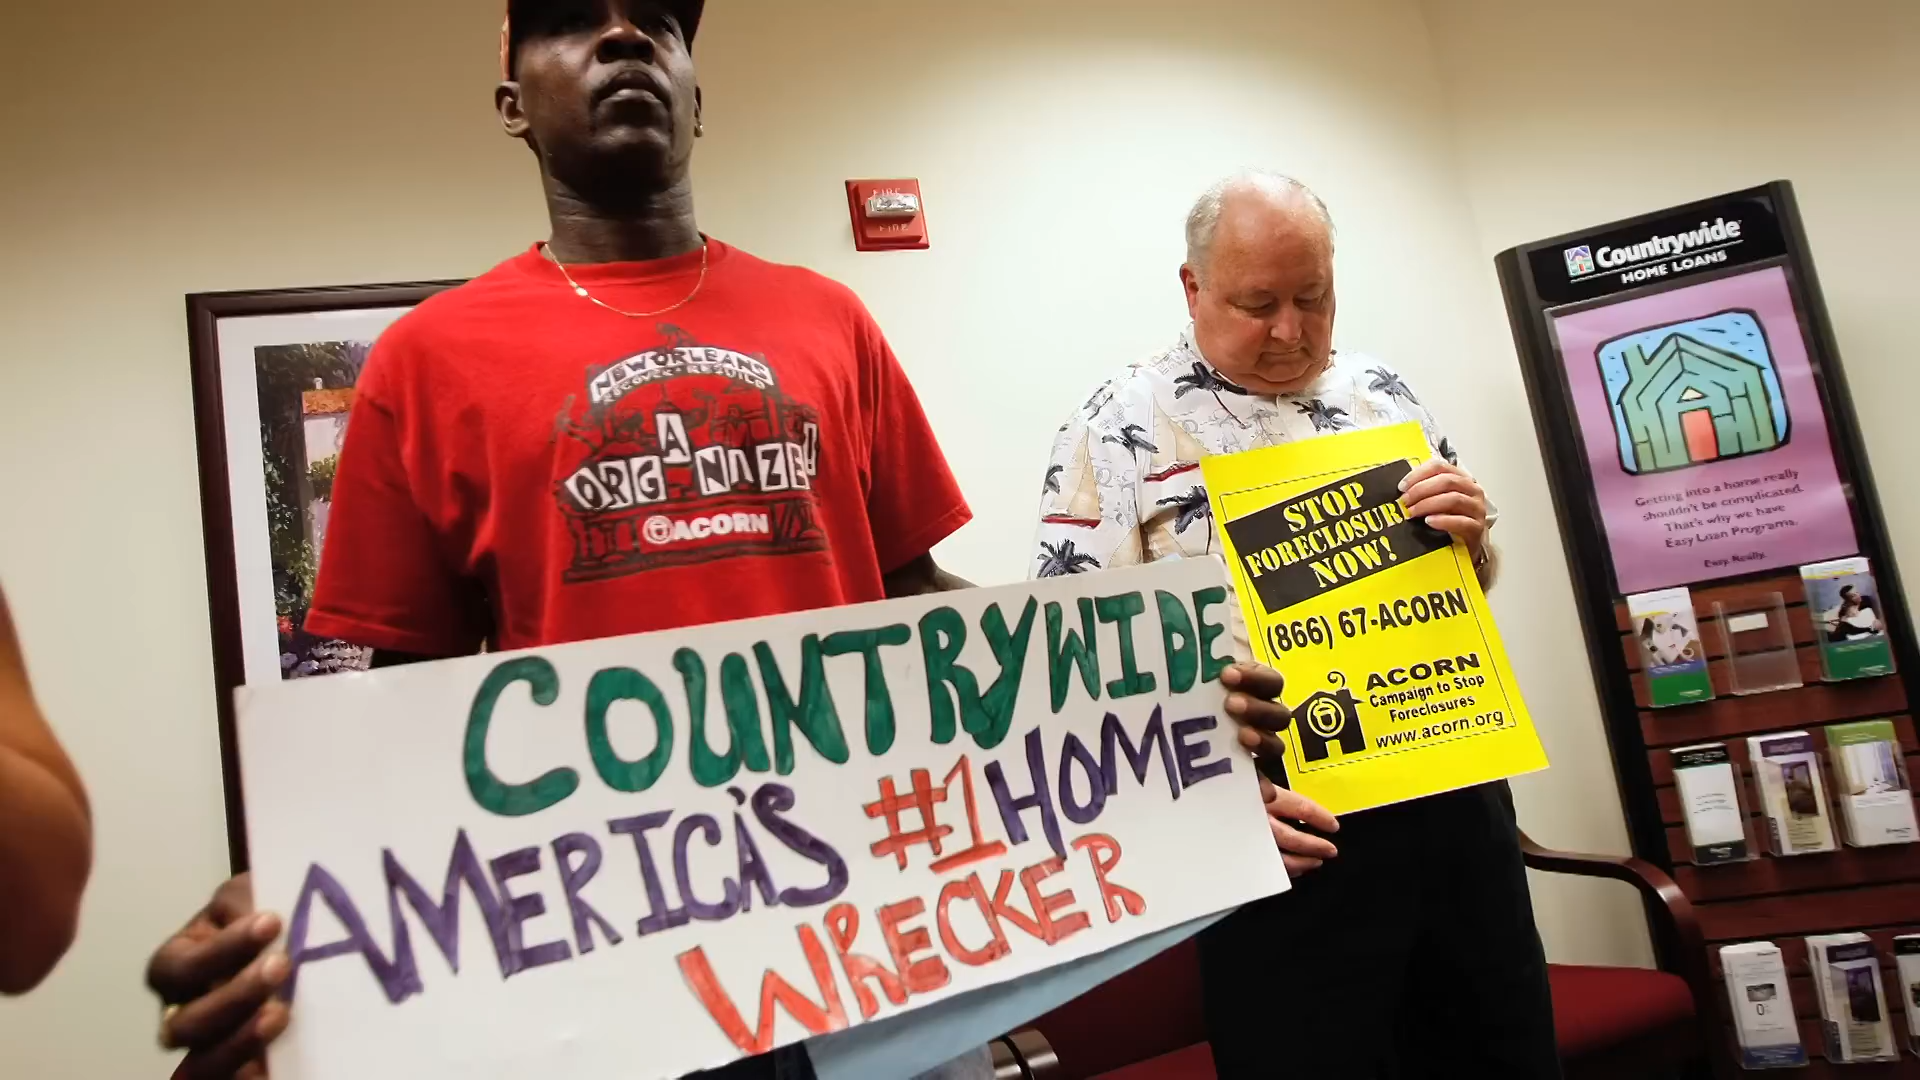 FIRE
FIRE
NEW ORLEANS
RECOVER • REBUILD
ORGANIZE!
ACORN
COUNTRYWIDE
AMERICA'S #1 HOME
WRECKER
STOP
FORECLOSUR
NOW!
(866) 67-ACORN
ACORN
Campaign to Stop
Foreclosures
www.acorn.org
Countrywide
HOME LOANS
Getting into a home really
shouldn't be complicated.
That's why we have
Easy Loan Programs.
Easy. Really.